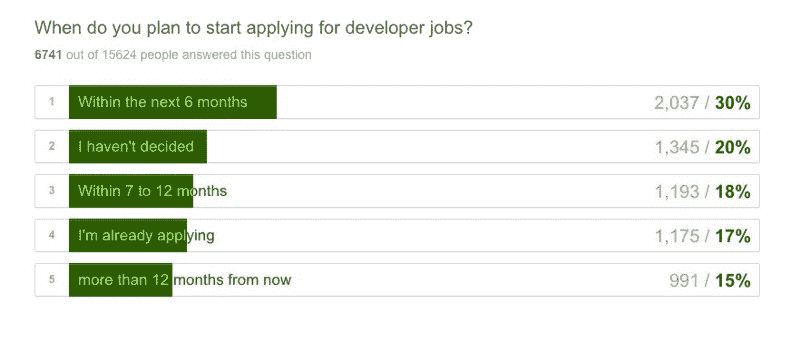 When do you plan to start applying for developer jobs?
6741 out of 15624 people answered this question
1 Within the next 6 months 2,037 / 30%
2 I haven't decided 1,345 / 20%
3 Within 7 to 12 months 1,193 / 18%
4 I'm already applying 1,175 / 17%
5 more than 12 months from now 991 / 15%